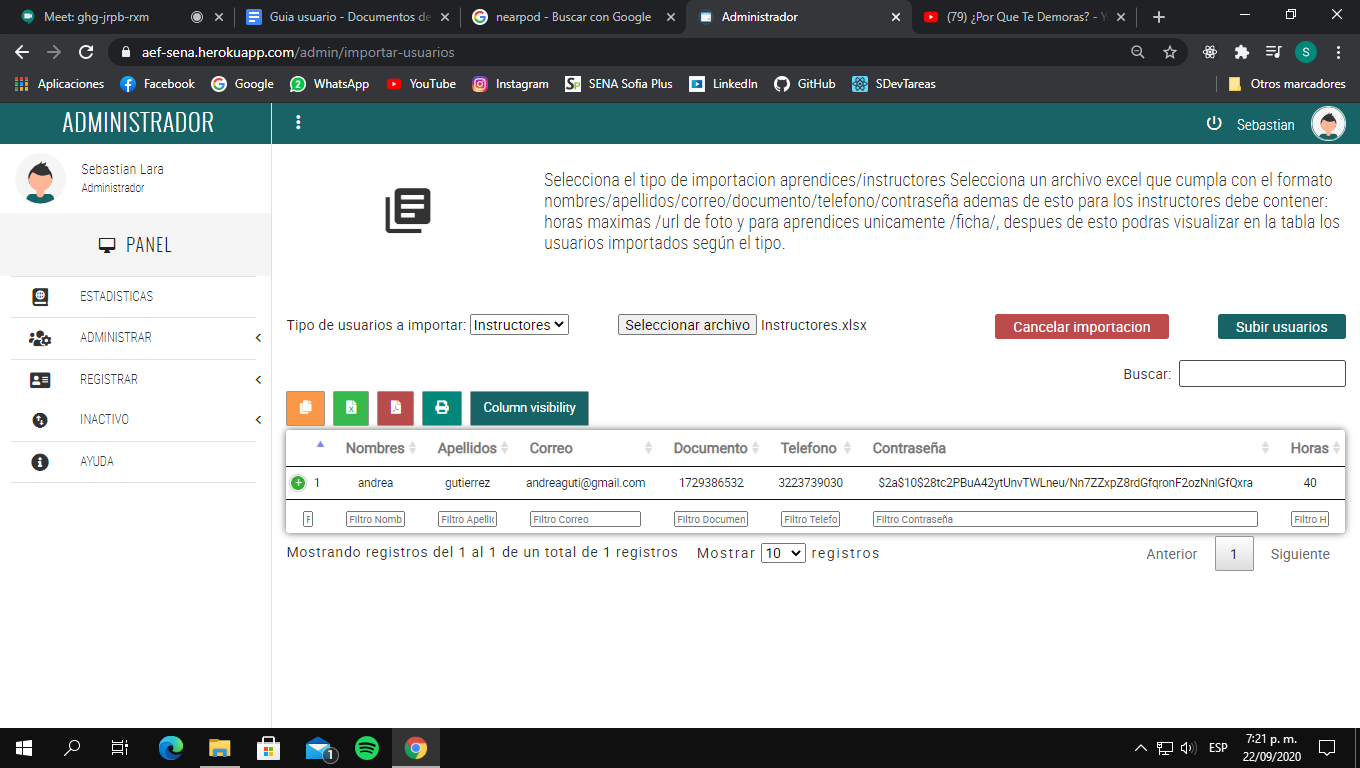 Meet: ghg-jrpb-rxm
Guia usuario - Documentos de
nearpod - Buscar con Google
Administrador
(79) ¿Por Que Te Demoras? - Y
aef-sena.herokuapp.com/admin/importar-usuarios
S
Aplicaciones
Facebook
Google
WhatsApp
YouTube
Instagram
SENA Sofia Plus
LinkedIn
GitHub
SDevTareas
Otros marcadores
ADMINISTRADOR
Sebastian
Sebastian Lara
Administrador
PANEL
ESTADISTICAS
ADMINISTRAR
REGISTRAR
INACTIVO
AYUDA
Selecciona el tipo de importacion aprendices/instructores Selecciona un archivo excel que cumpla con el formato
nombres/apellidos/correo/documento/telefono/contraseña ademas de esto para los instructores debe contener:
horas maximas /url de foto y para aprendices unicamente /ficha/, despues de esto podras visualizar en la tabla los
usuarios importados según el tipo.
Tipo de usuarios a importar: Instructores
Seleccionar archivo Instructores.xlsx
Cancelar importacion
Subir usuarios
Buscar:
Column visibility
Nombres Apellidos Correo Documento Telefono Contraseña Horas
1 andrea gutierrez andreaguti@gmail.com 1729386532 3223739030 $2a$10$28tc2PBuA42ytUnvTWLneu/Nn7ZZxpZ8rdGfqronF2ozNnlGfQxra 40
F Filtro Nomb Filtro Apellic Filtro Correo Filtro Documen Filtro Telefo Filtro Contraseña Filtro H
Mostrando registros del 1 al 1 de un total de 1 registros
Mostrar 10 registros
Anterior 1 Siguiente
1
ESP
7:21 p. m.
22/09/2020